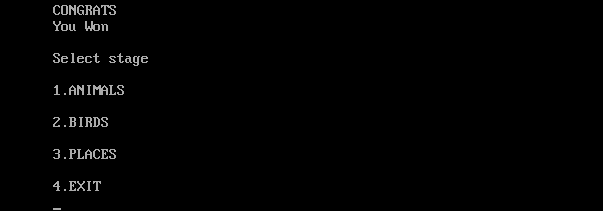 CONGRATS
You Won
Select stage
1.ANIMALS
2.BIRDS
3.PLACES
4.EXIT